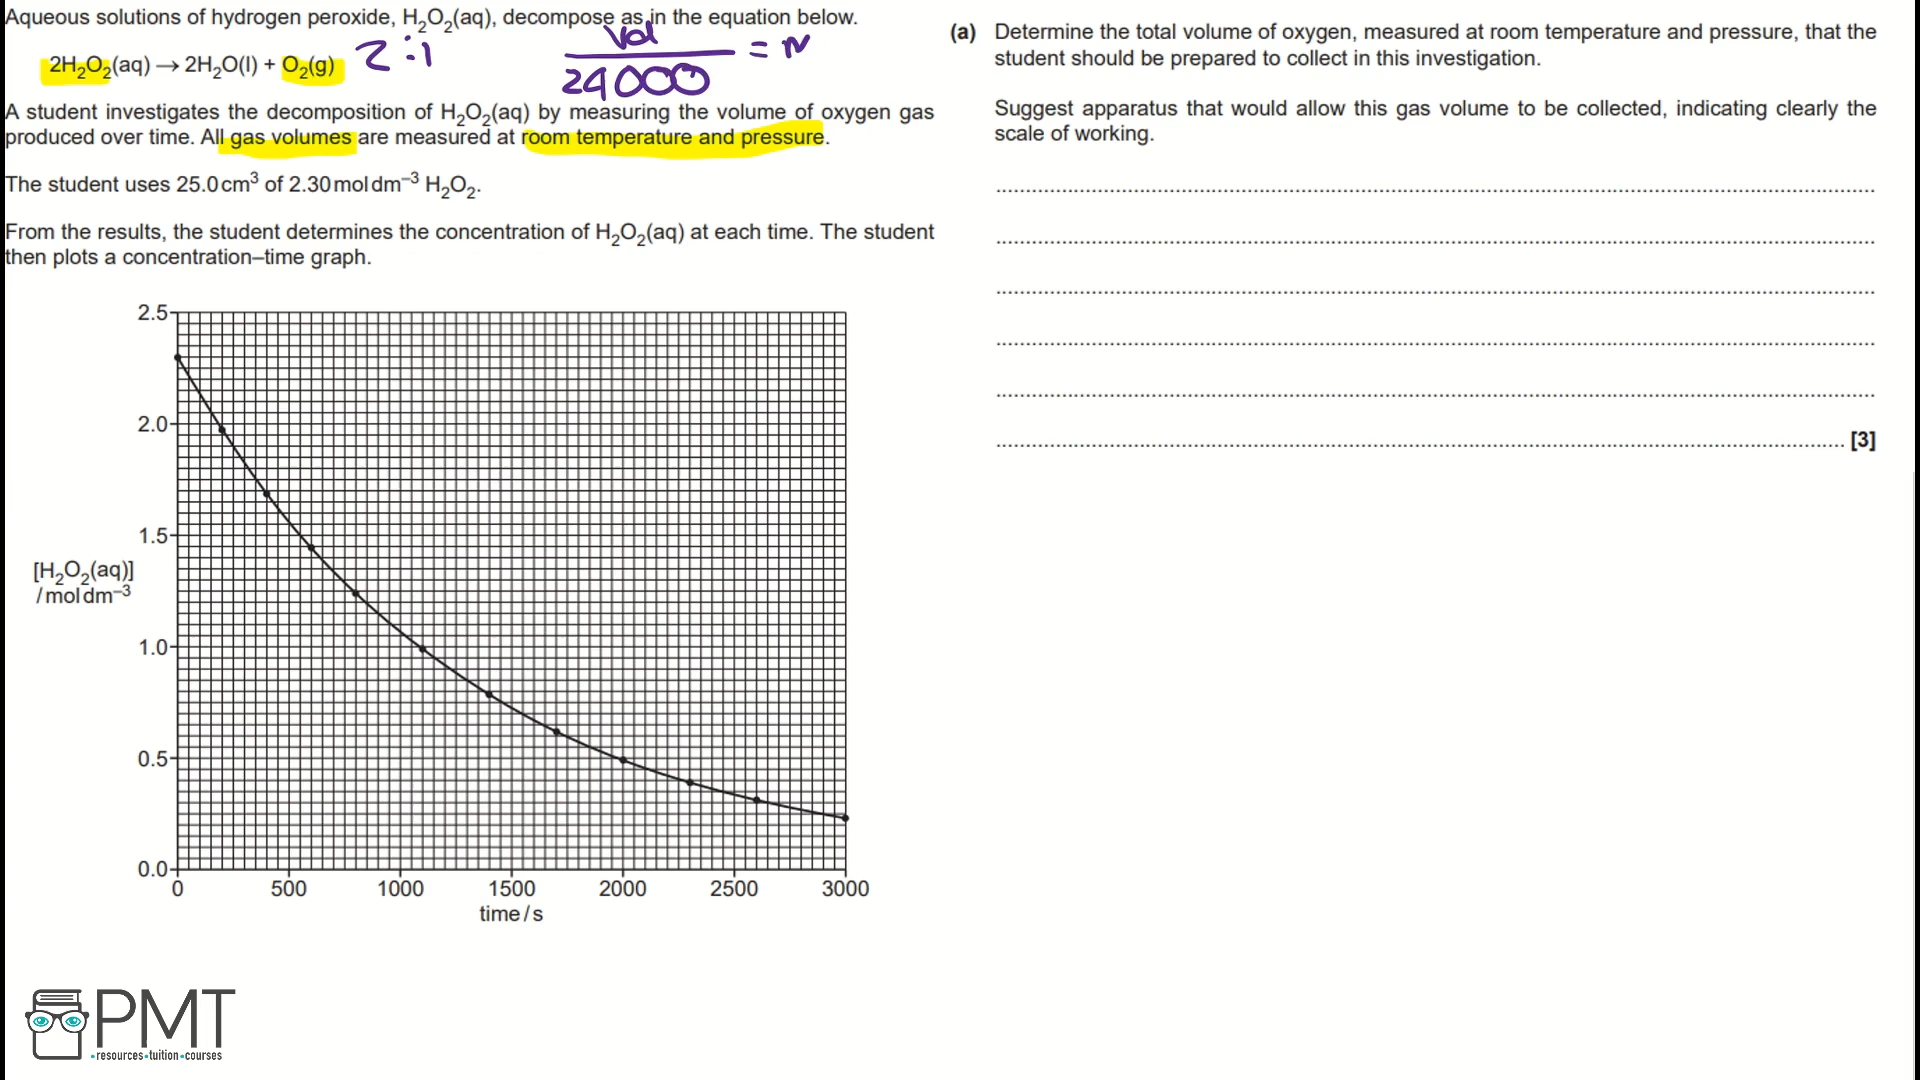 Aqueous solutions of hydrogen peroxide, H₂O₂(aq), decompose as in the equation below.
2H₂O₂(aq) → 2H₂O(l) + O₂(g) 2:1 Vol / 24000 = n
A student investigates the decomposition of H₂O₂(aq) by measuring the volume of oxygen gas
produced over time. All gas volumes are measured at room temperature and pressure.
The student uses 25.0 cm³ of 2.30 mol dm⁻³ H₂O₂.
From the results, the student determines the concentration of H₂O₂(aq) at each time. The student
then plots a concentration–time graph.
2.5
2.0
1.5
[H₂O₂(aq)]
/ mol dm⁻³
1.0
0.5
0.0
0 500 1000 1500 2000 2500 3000
time / s
PMT
•resources•tuition•courses
(a) Determine the total volume of oxygen, measured at room temperature and pressure, that the
student should be prepared to collect in this investigation.
Suggest apparatus that would allow this gas volume to be collected, indicating clearly the
scale of working.
[3]